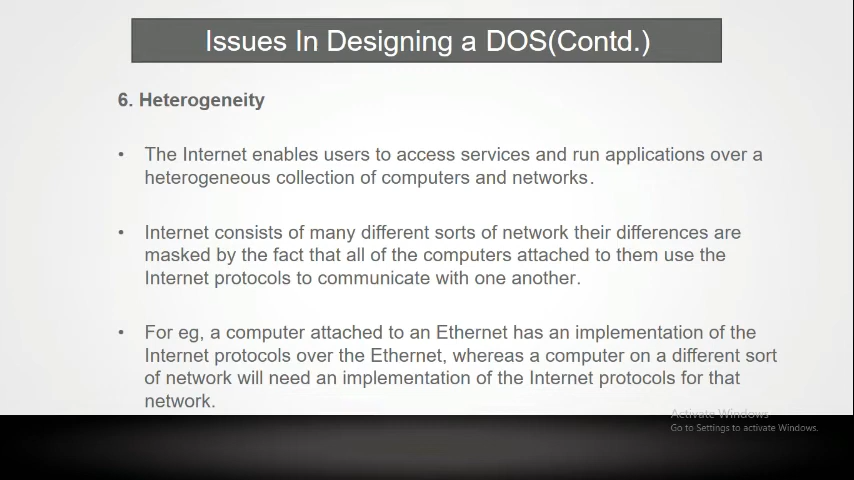 Issues In Designing a DOS(Contd.)
6. Heterogeneity
• The Internet enables users to access services and run applications over a
heterogeneous collection of computers and networks.
• Internet consists of many different sorts of network their differences are
masked by the fact that all of the computers attached to them use the
Internet protocols to communicate with one another.
• For eg, a computer attached to an Ethernet has an implementation of the
Internet protocols over the Ethernet, whereas a computer on a different sort
of network will need an implementation of the Internet protocols for that
network.
Activate Windows
Go to Settings to activate Windows.